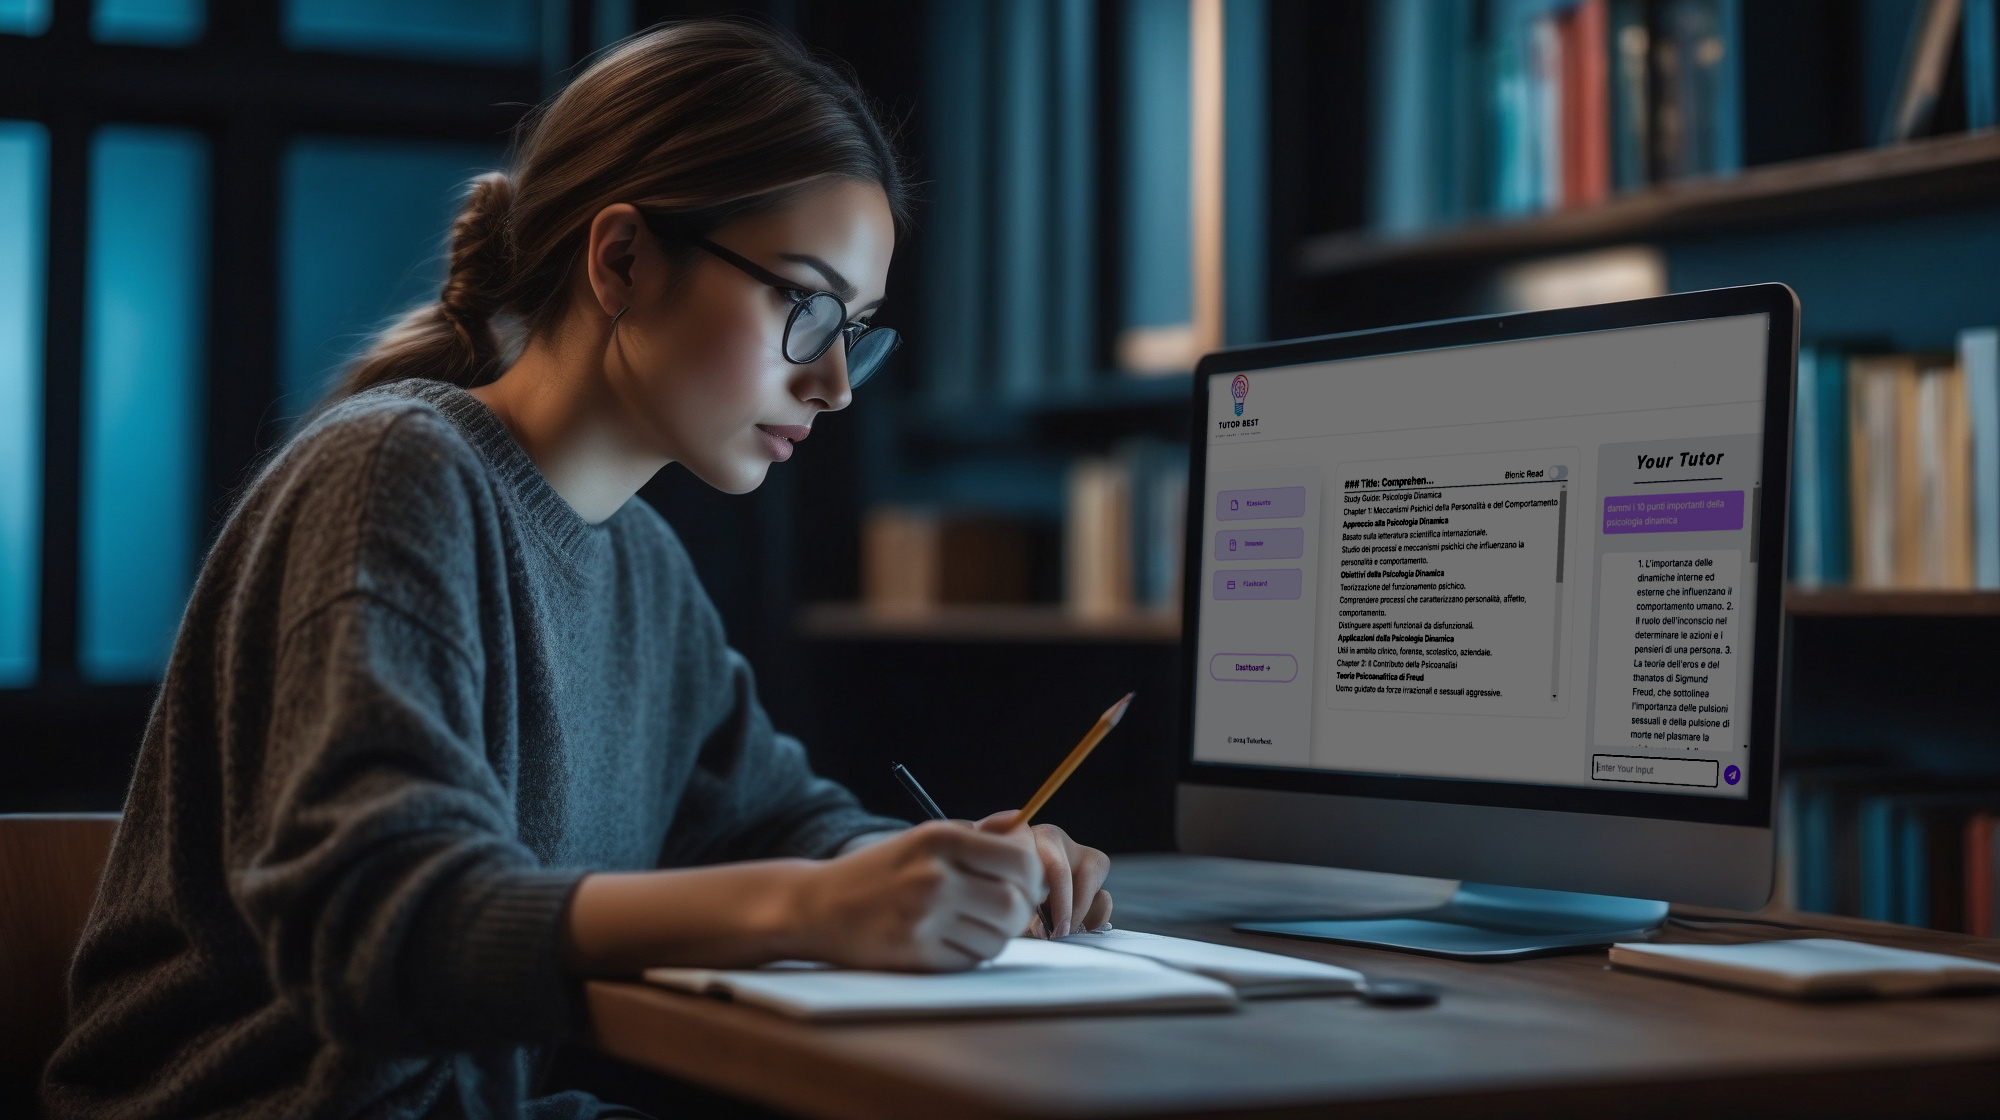 TUTOR BEST
Riassunto
Domande
Flashcard
Dashboard →
© 2024 Tutorbest.
### Title: Comprehen...
Bionic Read
Study Guide: Psicologia Dinamica
Chapter 1: Meccanismi Psichici della Personalità e del Comportamento
Approccio alla Psicologia Dinamica
Basato sulla letteratura scientifica internazionale.
Studio dei processi e meccanismi psichici che influenzano la
personalità e comportamento.
Obiettivi della Psicologia Dinamica
Teorizzazione del funzionamento psichico.
Comprendere processi che caratterizzano personalità, affetto,
comportamento.
Distinguere aspetti funzionali da disfunzionali.
Applicazioni della Psicologia Dinamica
Utili in ambito clinico, forense, scolastico, aziendale.
Chapter 2: Il Contributo della Psicoanalisi
Teoria Psicoanalitica di Freud
Uomo guidato da forze irrazionali e sessuali aggressive.
Your Tutor
dammi i 10 punti importanti della
psicologia dinamica
1. L'importanza delle
dinamiche interne ed
esterne che influenzano il
comportamento umano. 2.
Il ruolo dell'inconscio nel
determinare le azioni e i
pensieri di una persona. 3.
La teoria dell'eros e del
thanatos di Sigmund
Freud, che sottolinea
l'importanza delle pulsioni
sessuali e della pulsione di
morte nel plasmare la
Enter Your Input